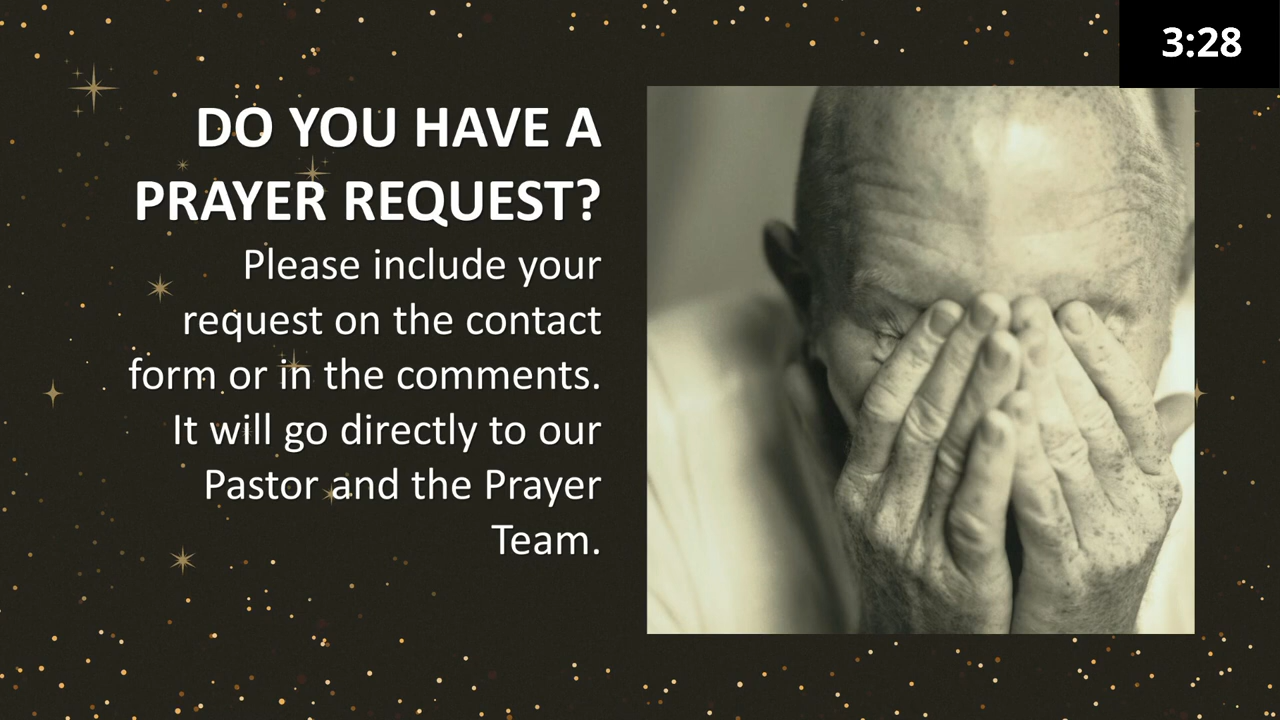 3:28
DO YOU HAVE A
PRAYER REQUEST?
Please include your
request on the contact
form or in the comments.
It will go directly to our
Pastor and the Prayer
Team.